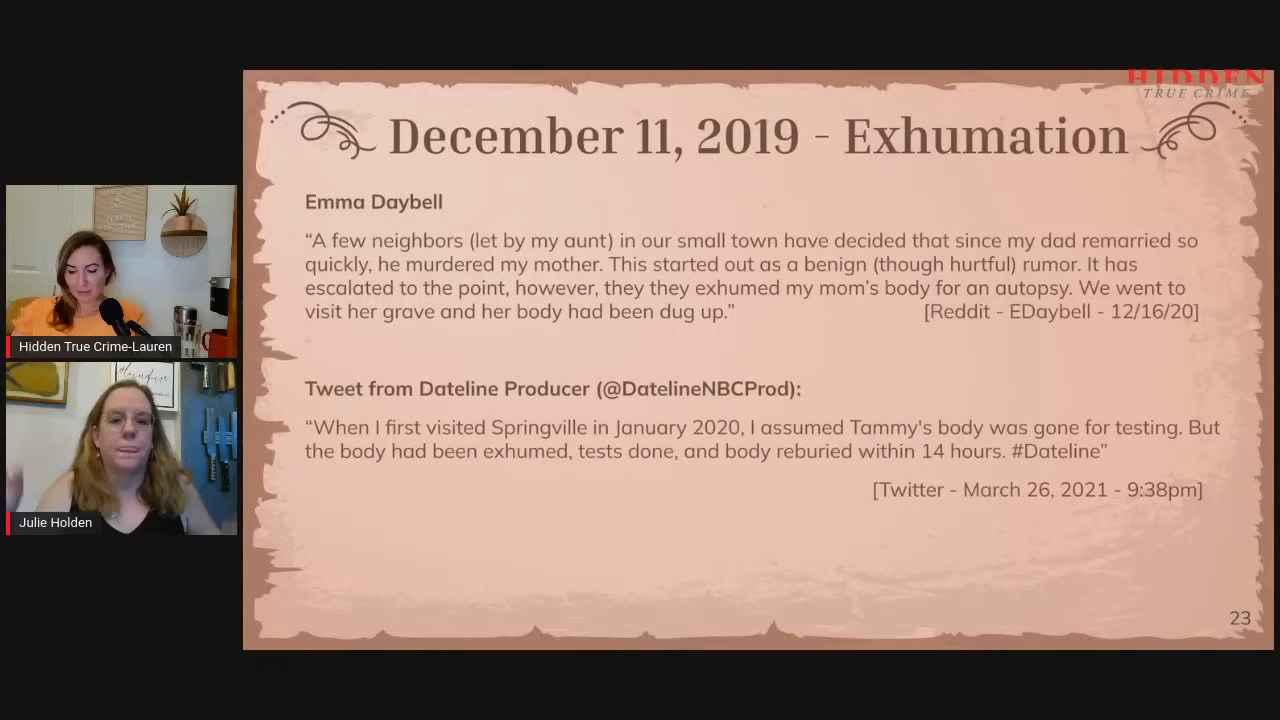 HIDDEN
TRUE CRIME
December 11, 2019 - Exhumation
Emma Daybell
“A few neighbors (let by my aunt) in our small town have decided that since my dad remarried so
quickly, he murdered my mother. This started out as a benign (though hurtful) rumor. It has
escalated to the point, however, they they exhumed my mom's body for an autopsy. We went to
visit her grave and her body had been dug up.” [Reddit - EDaybell - 12/16/20]
Tweet from Dateline Producer (@DatelineNBCProd):
“When I first visited Springville in January 2020, I assumed Tammy's body was gone for testing. But
the body had been exhumed, tests done, and body reburied within 14 hours. #Dateline”
[Twitter - March 26, 2021 - 9:38pm]
23
Hidden True Crime-Lauren
Julie Holden